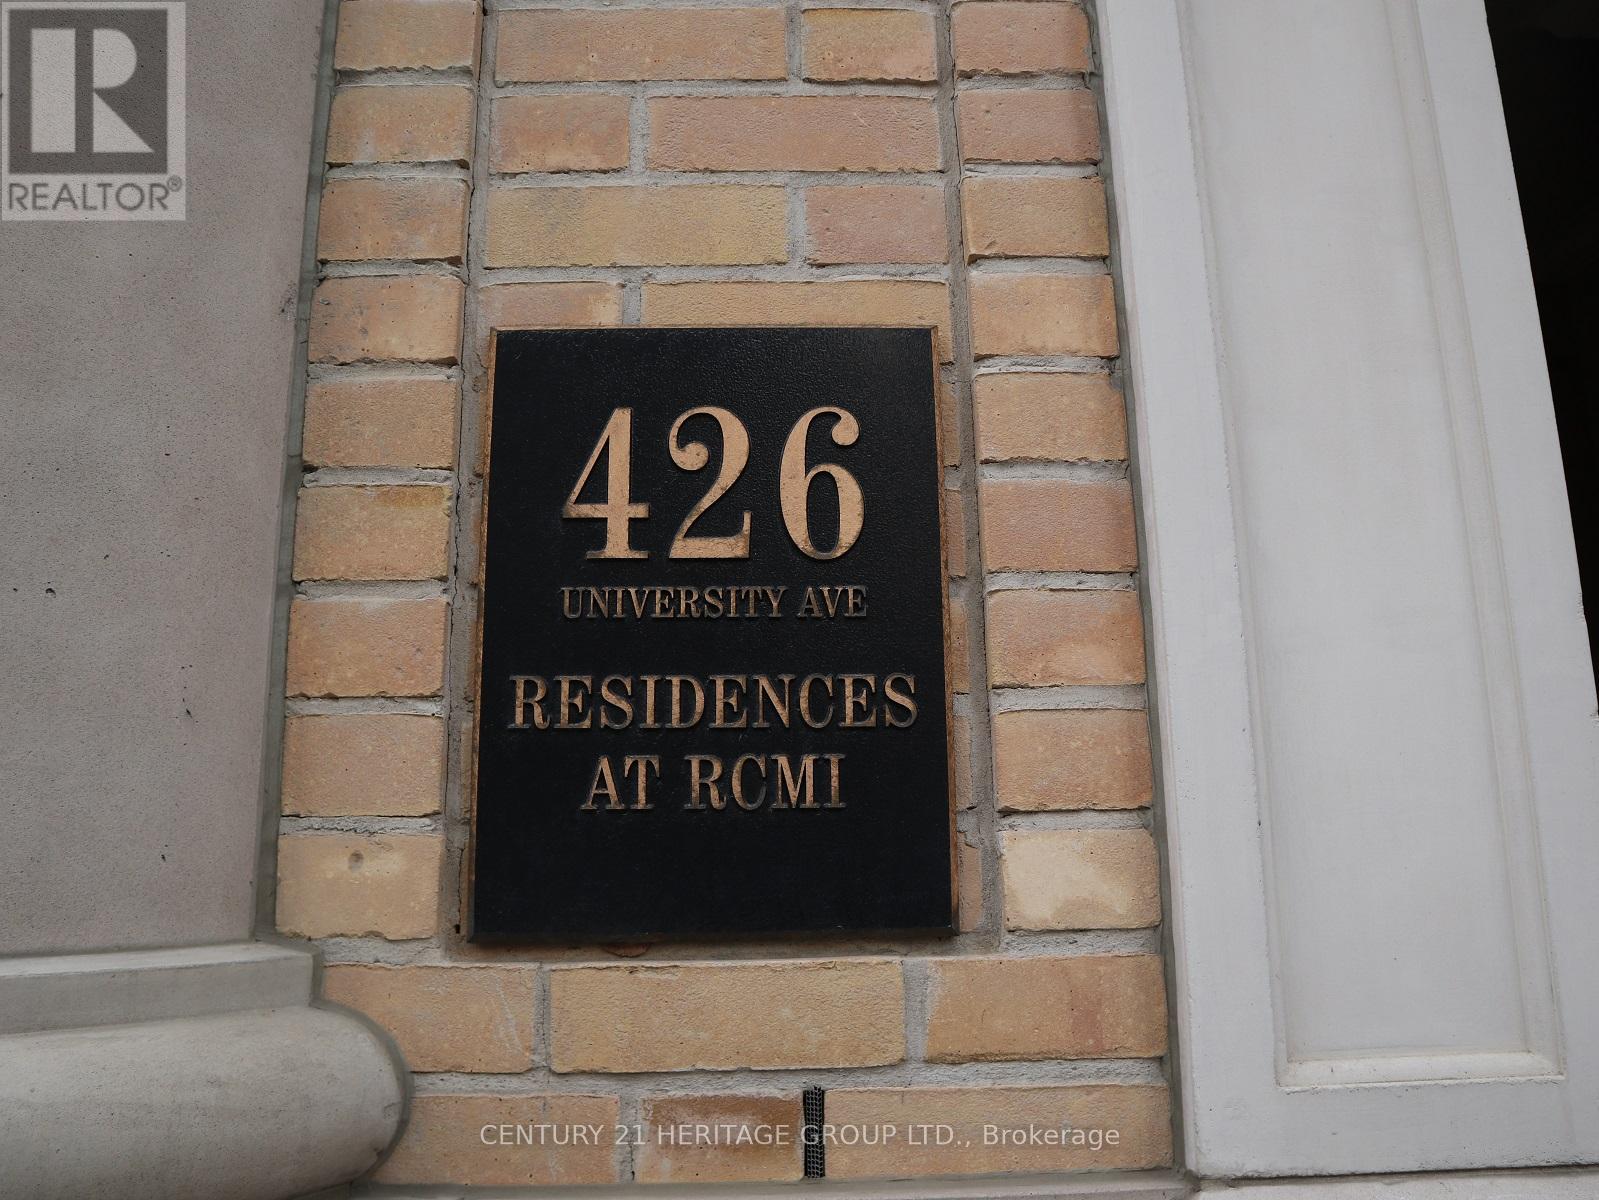 REALTOR®
426
UNIVERSITY AVE
RESIDENCES
AT RCMI
CENTURY 21 HERITAGE GROUP LTD., Brokerage